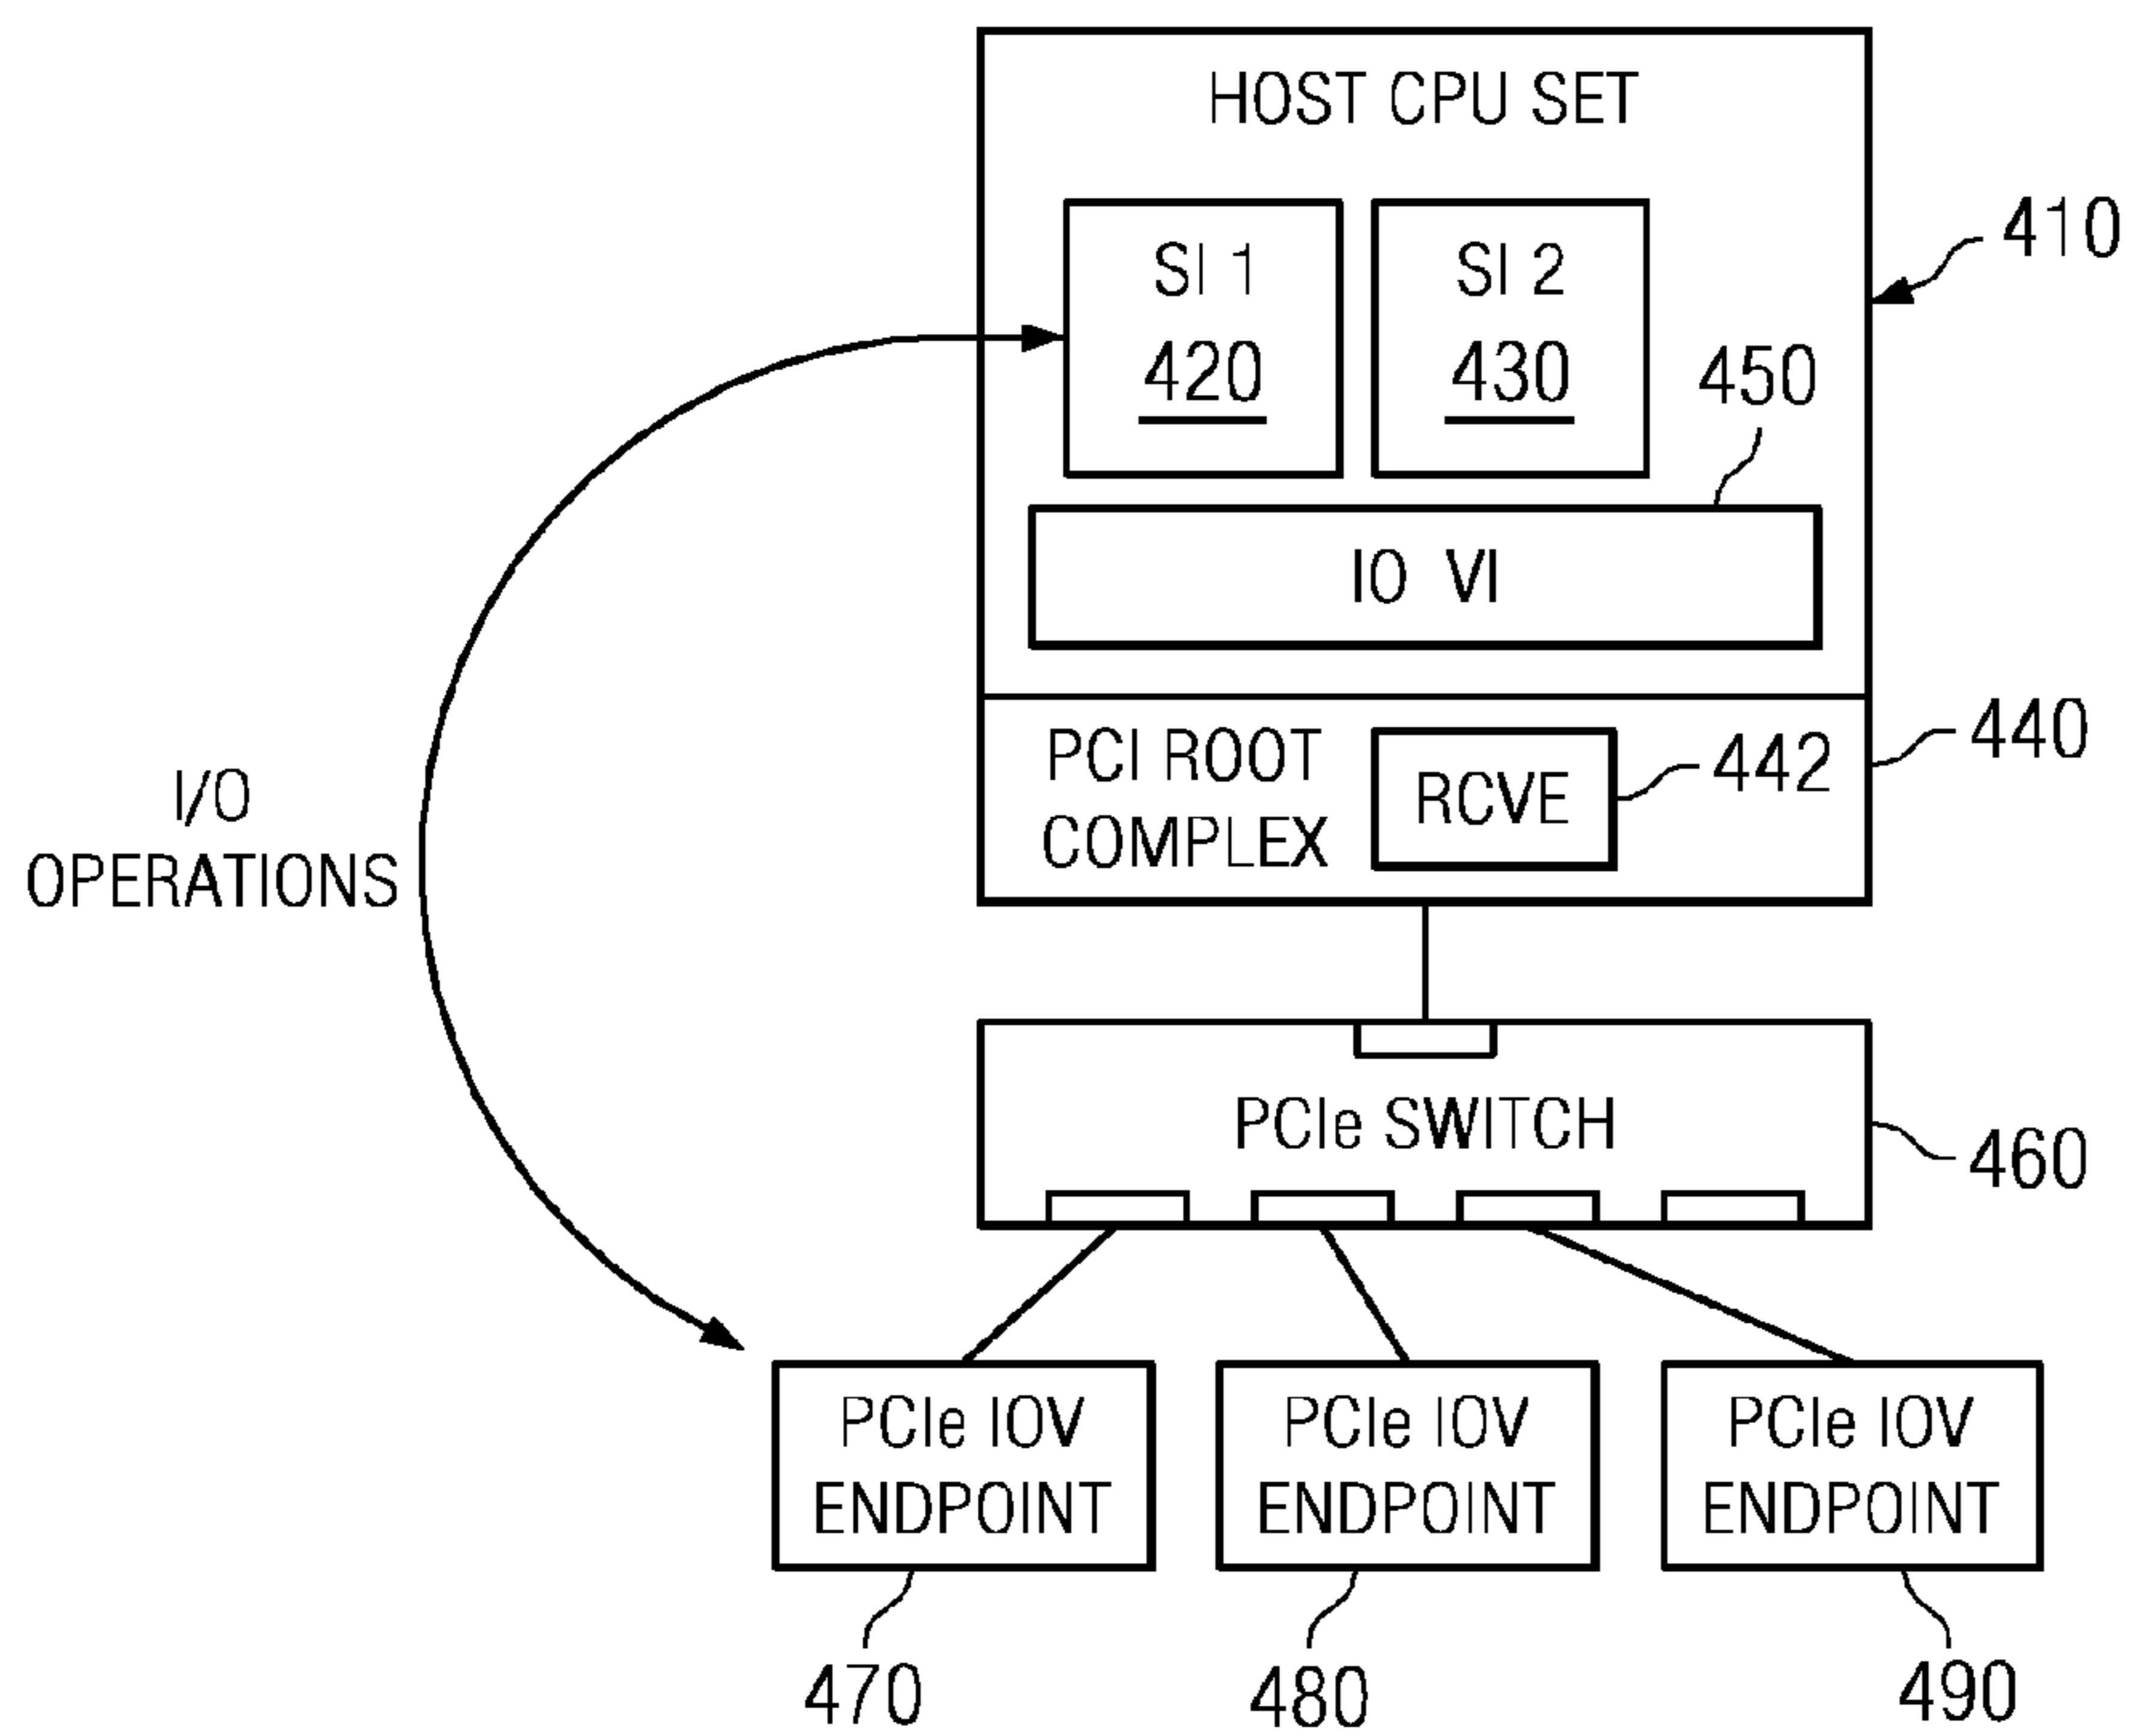 HOST CPU SET
410
SI 1
420
SI 2
430
450
IO VI
PCI ROOT
COMPLEX
RCVE
442
440
I/O
OPERATIONS
PCIe SWITCH
460
PCIe IOV
ENDPOINT
PCIe IOV
ENDPOINT
PCIe IOV
ENDPOINT
470
480
490